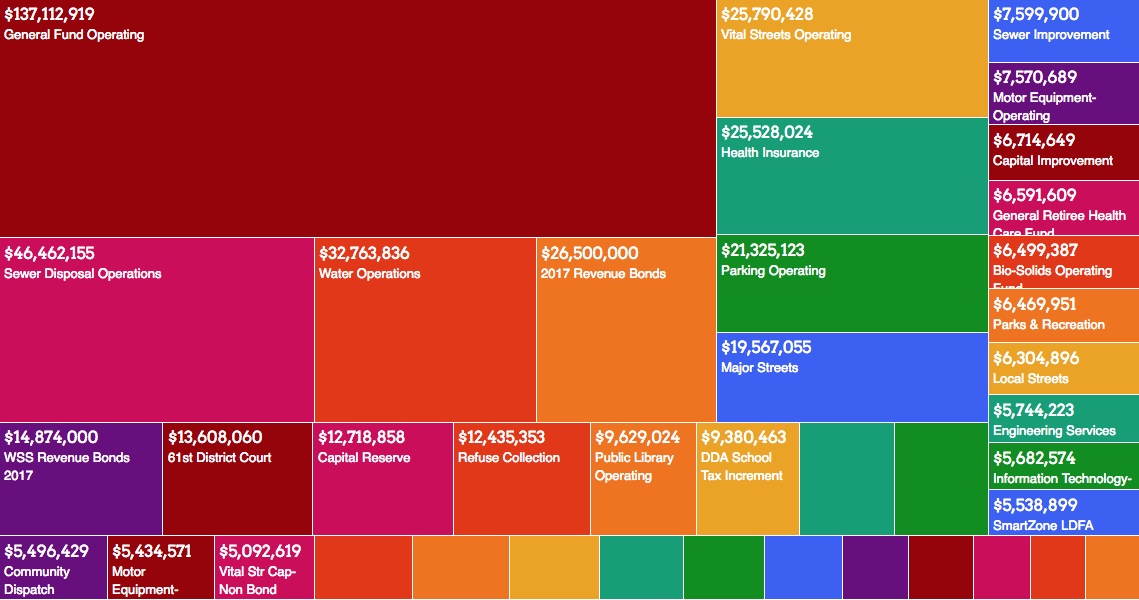 $137,112,919
General Fund Operating
$25,790,428
Vital Streets Operating
$7,599,900
Sewer Improvement
$7,570,689
Motor Equipment-
Operating
$25,528,024
Health Insurance
$6,714,649
Capital Improvement
$6,591,609
General Retiree Health
Care Fund
$46,462,155
Sewer Disposal Operations
$32,763,836
Water Operations
$26,500,000
2017 Revenue Bonds
$21,325,123
Parking Operating
$6,499,387
Bio-Solids Operating
Fund
$6,469,951
Parks & Recreation
$19,567,055
Major Streets
$6,304,896
Local Streets
$5,744,223
Engineering Services
$14,874,000
WSS Revenue Bonds
2017
$13,608,060
61st District Court
$12,718,858
Capital Reserve
$12,435,353
Refuse Collection
$9,629,024
Public Library
Operating
$9,380,463
DDA School
Tax Increment
$5,682,574
Information Technology-
$5,538,899
SmartZone LDFA
$5,496,429
Community
Dispatch
$5,434,571
Motor
Equipment-
$5,092,619
Vital Str Cap-
Non Bond